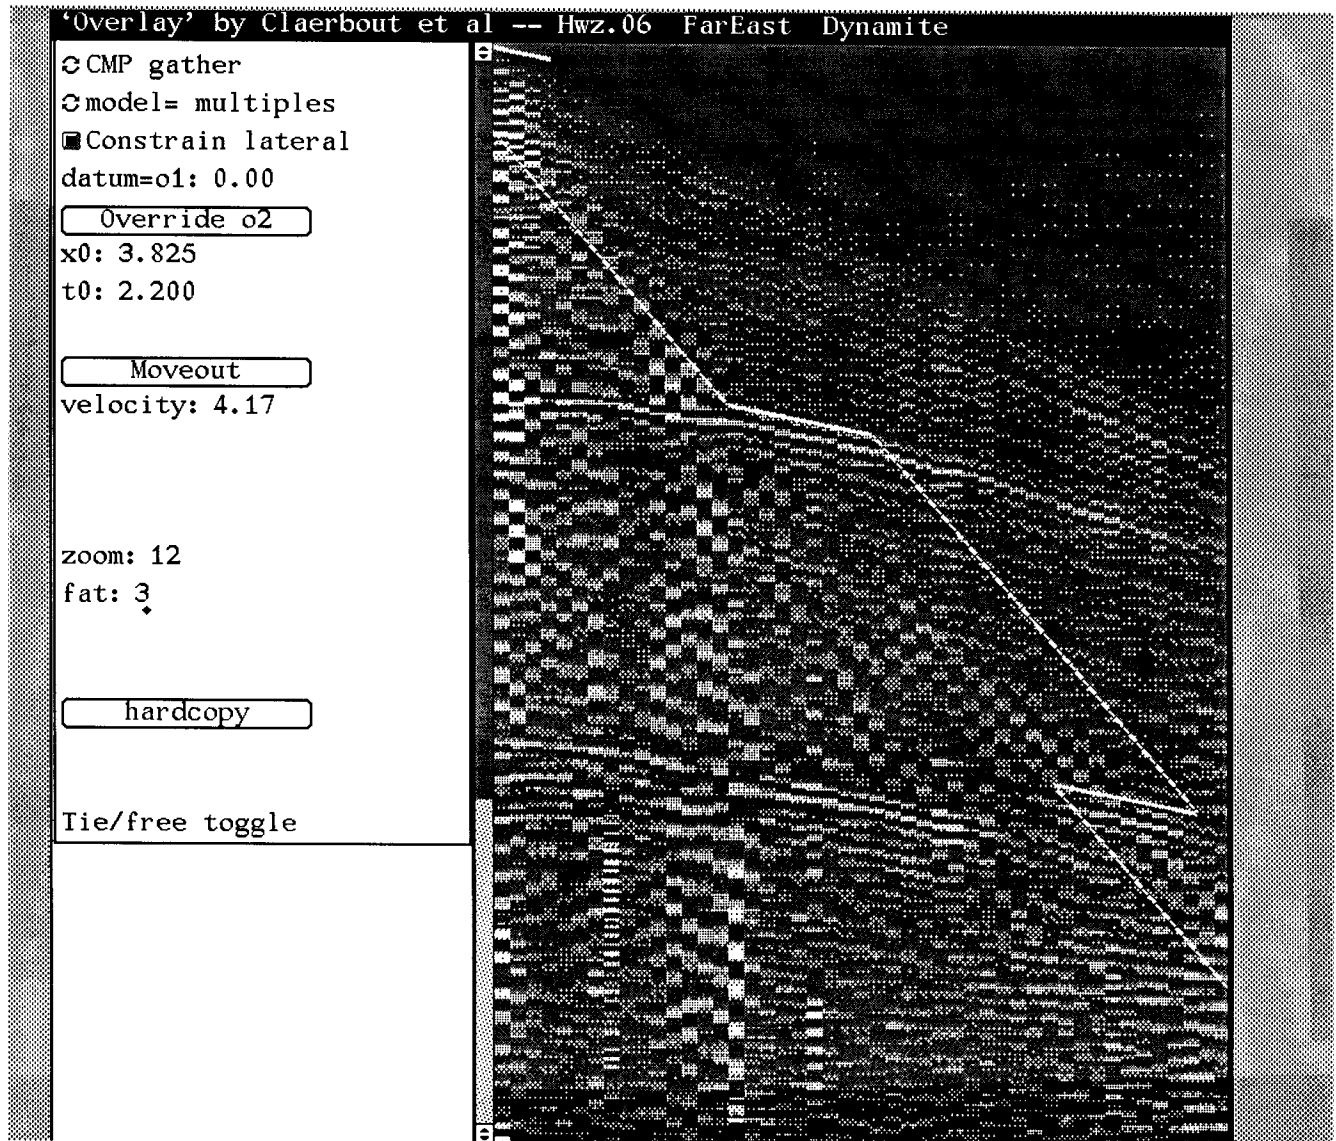 ‘Overlay’ by Claerbout et al -- Hwz.06 FarEast Dynamite
CMP gather
model= multiples
Constrain lateral
datum=o1: 0.00
Override o2
x0: 3.825
t0: 2.200
Moveout
velocity: 4.17
zoom: 12
fat: 3
hardcopy
Tie/free toggle